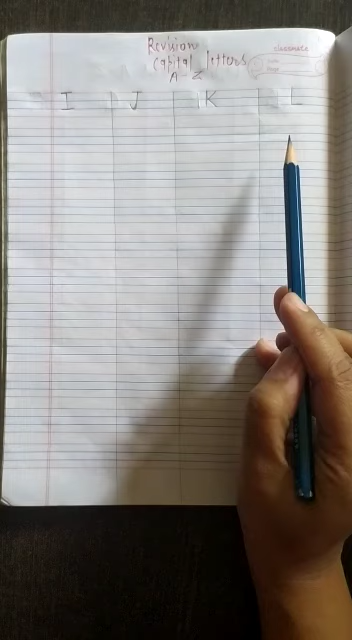 Revision
classmate
Capital letters
A - Z
I J K L